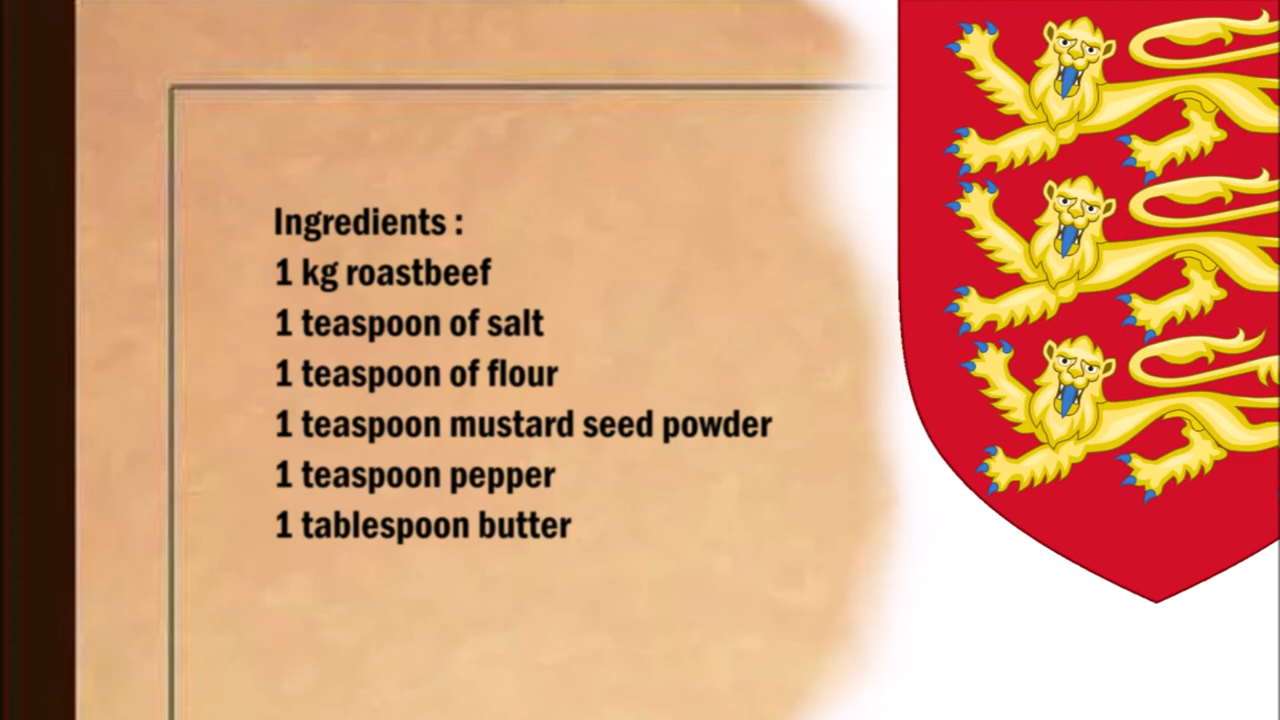 Ingredients :
1 kg roastbeef
1 teaspoon of salt
1 teaspoon of flour
1 teaspoon mustard seed powder
1 teaspoon pepper
1 tablespoon butter